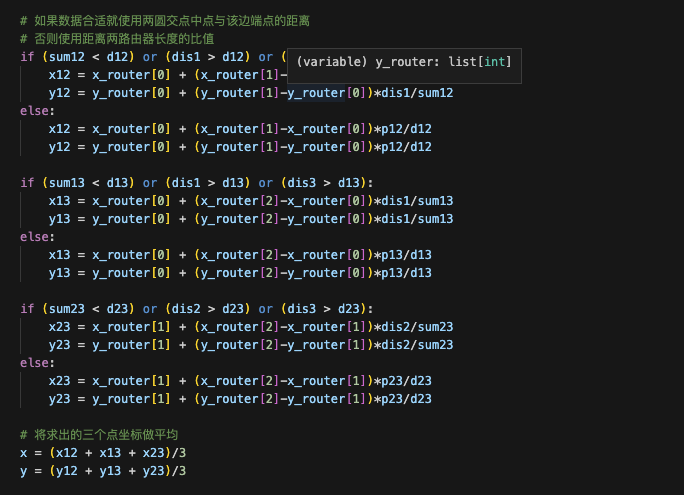 # 如果数据合适就使用两圆交点中点与该边端点的距离
# 否则使用距离两路由器长度的比值
if (sum12 < d12) or (dis1 > d12) or (
(variable) y_router: list[int]
    x12 = x_router[0] + (x_router[1]-
    y12 = y_router[0] + (y_router[1]-y_router[0])*dis1/sum12
else:
    x12 = x_router[0] + (x_router[1]-x_router[0])*p12/d12
    y12 = y_router[0] + (y_router[1]-y_router[0])*p12/d12
if (sum13 < d13) or (dis1 > d13) or (dis3 > d13):
    x13 = x_router[0] + (x_router[2]-x_router[0])*dis1/sum13
    y13 = y_router[0] + (y_router[2]-y_router[0])*dis1/sum13
else:
    x13 = x_router[0] + (x_router[2]-x_router[0])*p13/d13
    y13 = y_router[0] + (y_router[2]-y_router[0])*p13/d13
if (sum23 < d23) or (dis2 > d23) or (dis3 > d23):
    x23 = x_router[1] + (x_router[2]-x_router[1])*dis2/sum23
    y23 = y_router[1] + (y_router[2]-y_router[1])*dis2/sum23
else:
    x23 = x_router[1] + (x_router[2]-x_router[1])*p23/d23
    y23 = y_router[1] + (y_router[2]-y_router[1])*p23/d23
# 将求出的三个点坐标做平均
x = (x12 + x13 + x23)/3
y = (y12 + y13 + y23)/3